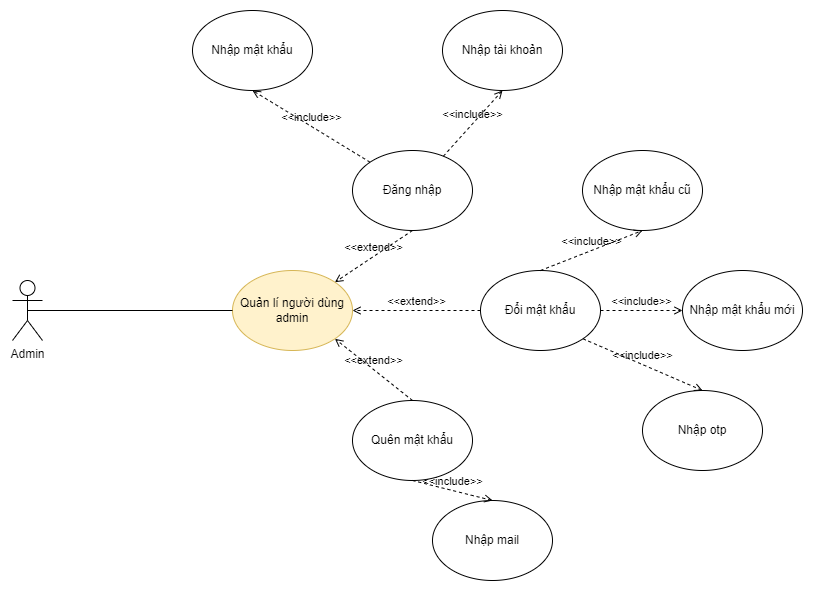 Nhập mật khẩu
Nhập tài khoản
<<include>>
<<include>>
Đăng nhập
Nhập mật khẩu cũ
<<extend>>
<<include>>
Quản lí người dùng
admin
<<extend>>
Đổi mật khẩu
<<include>>
Nhập mật khẩu mới
Admin
<<extend>>
<<include>>
Quên mật khẩu
Nhập otp
<<include>>
Nhập mail